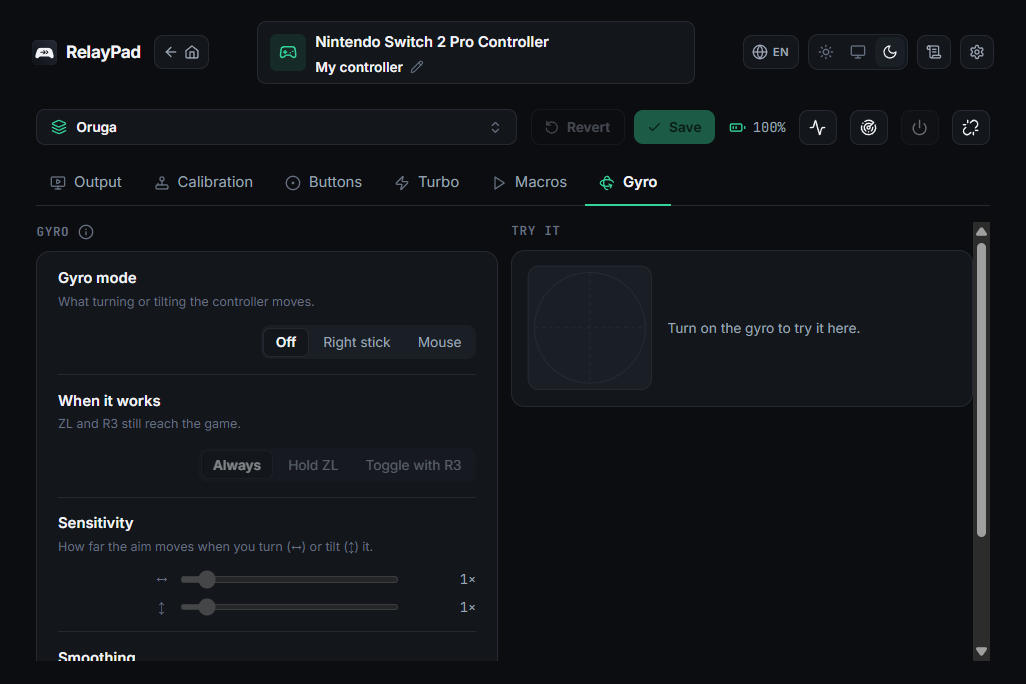 RelayPad
Nintendo Switch 2 Pro Controller
My controller
EN
Oruga
Revert
Save
100%
Output
Calibration
Buttons
Turbo
Macros
Gyro
GYRO
Gyro mode
What turning or tilting the controller moves.
Off
Right stick
Mouse
When it works
ZL and R3 still reach the game.
Always
Hold ZL
Toggle with R3
Sensitivity
How far the aim moves when you turn (↔) or tilt (↕) it.
↔
1×
↕
1×
Smoothing
TRY IT
Turn on the gyro to try it here.